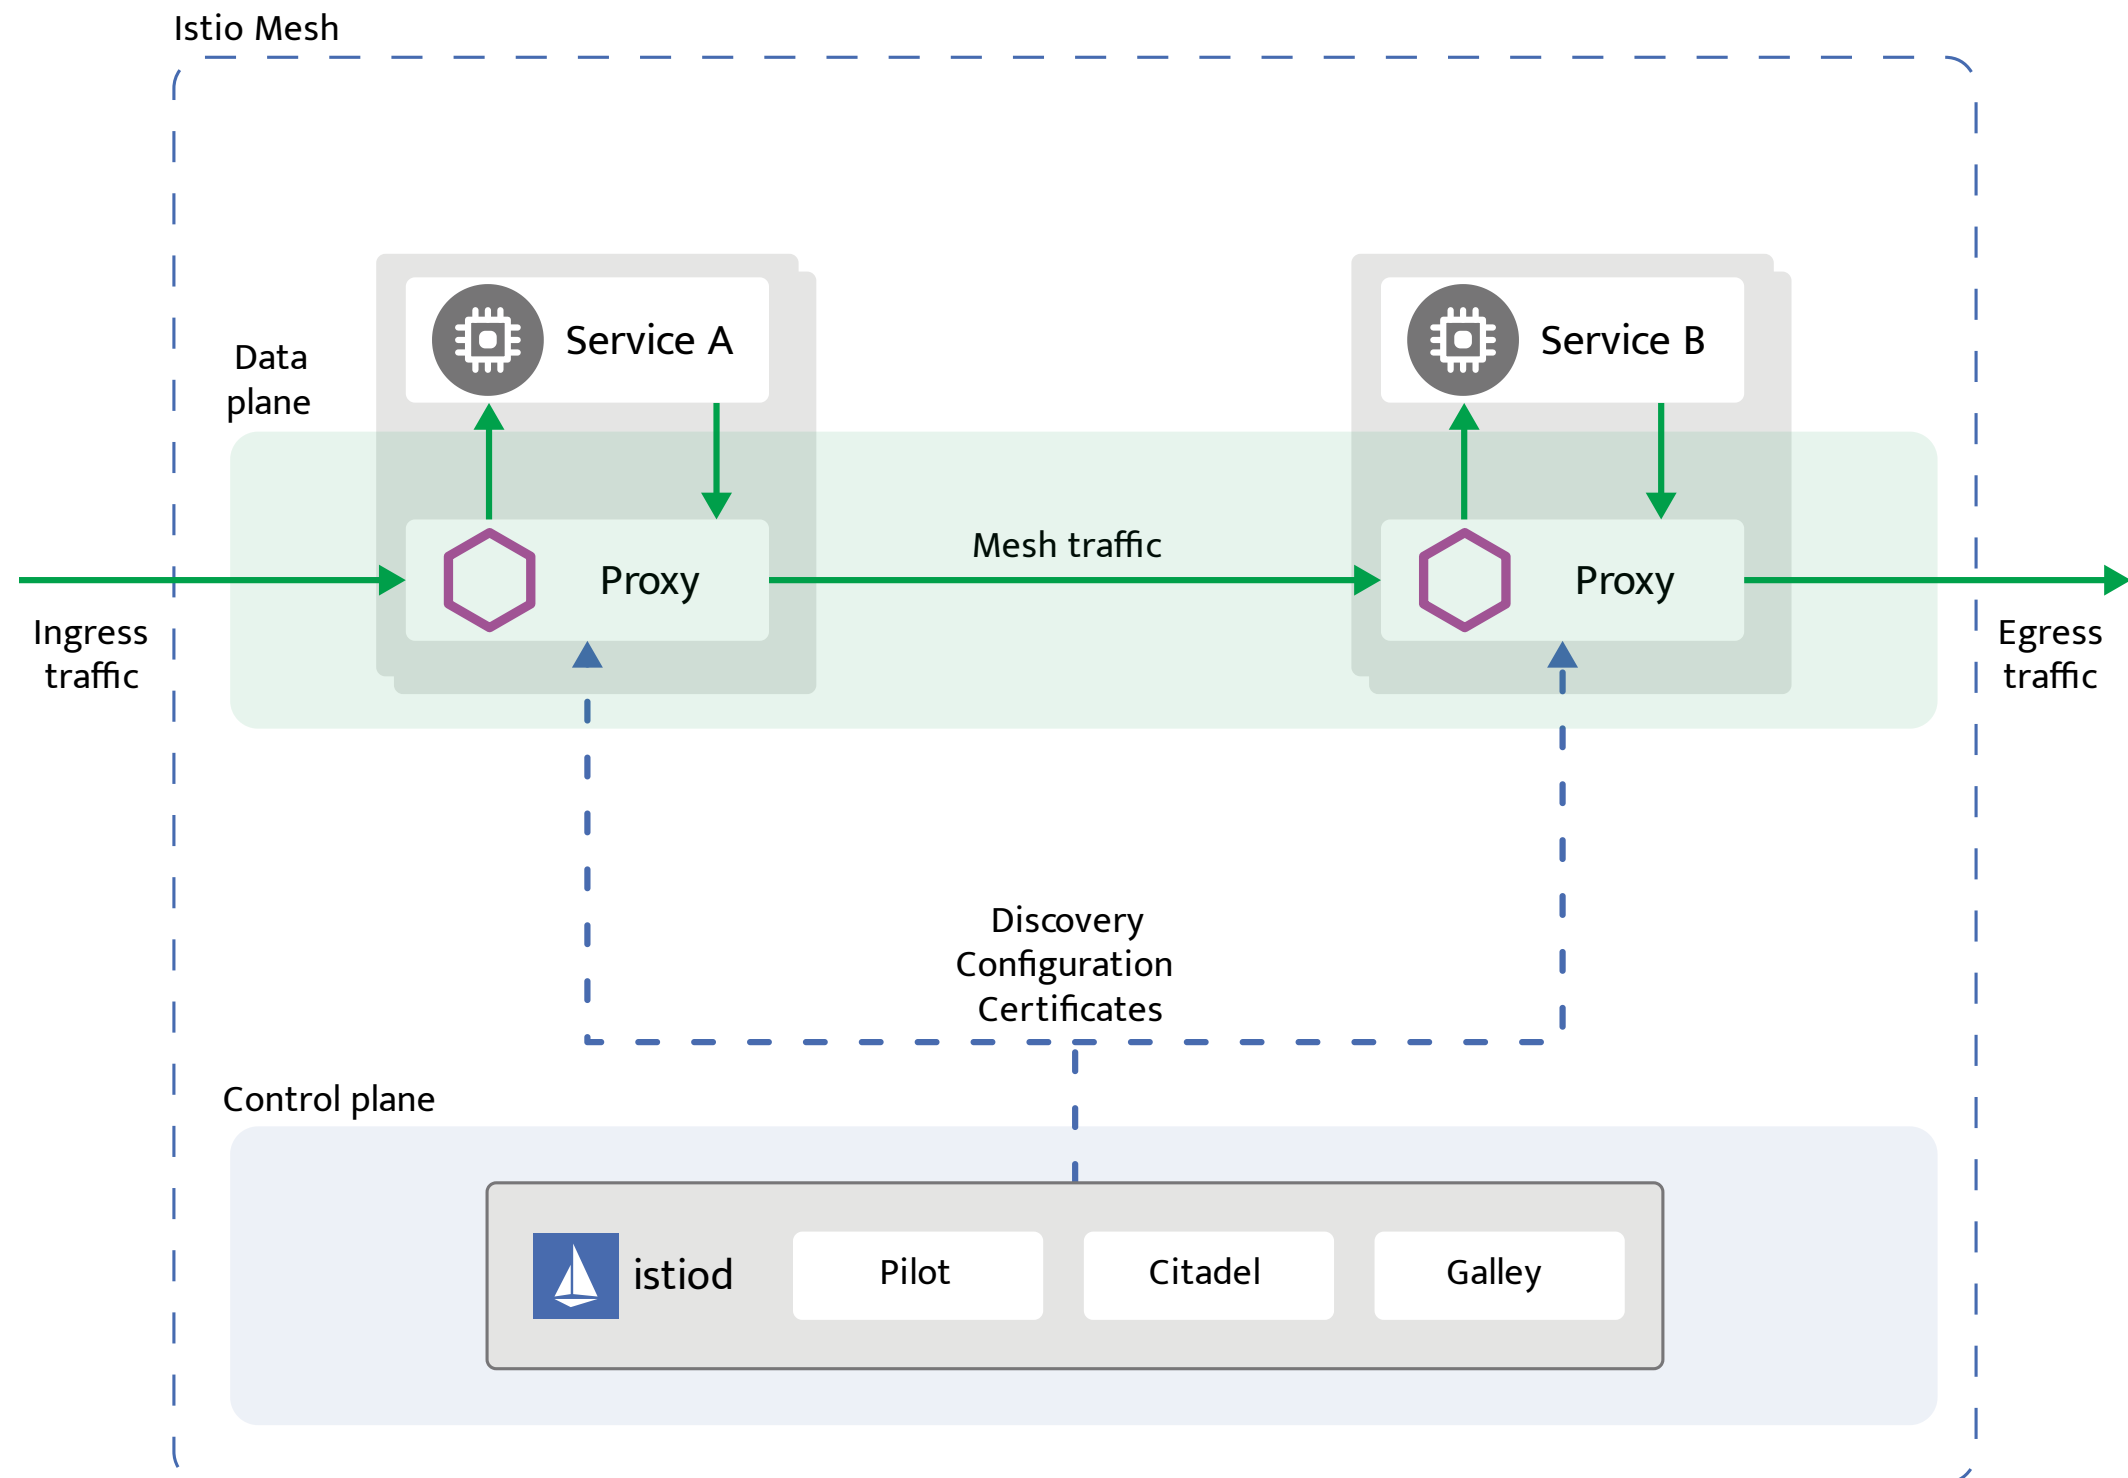 Istio Mesh
Service A
Service B
Data
plane
Mesh traffic
Proxy
Proxy
Ingress
traffic
Egress
traffic
Discovery
Configuration
Certificates
Control plane
istiod
Pilot
Citadel
Galley